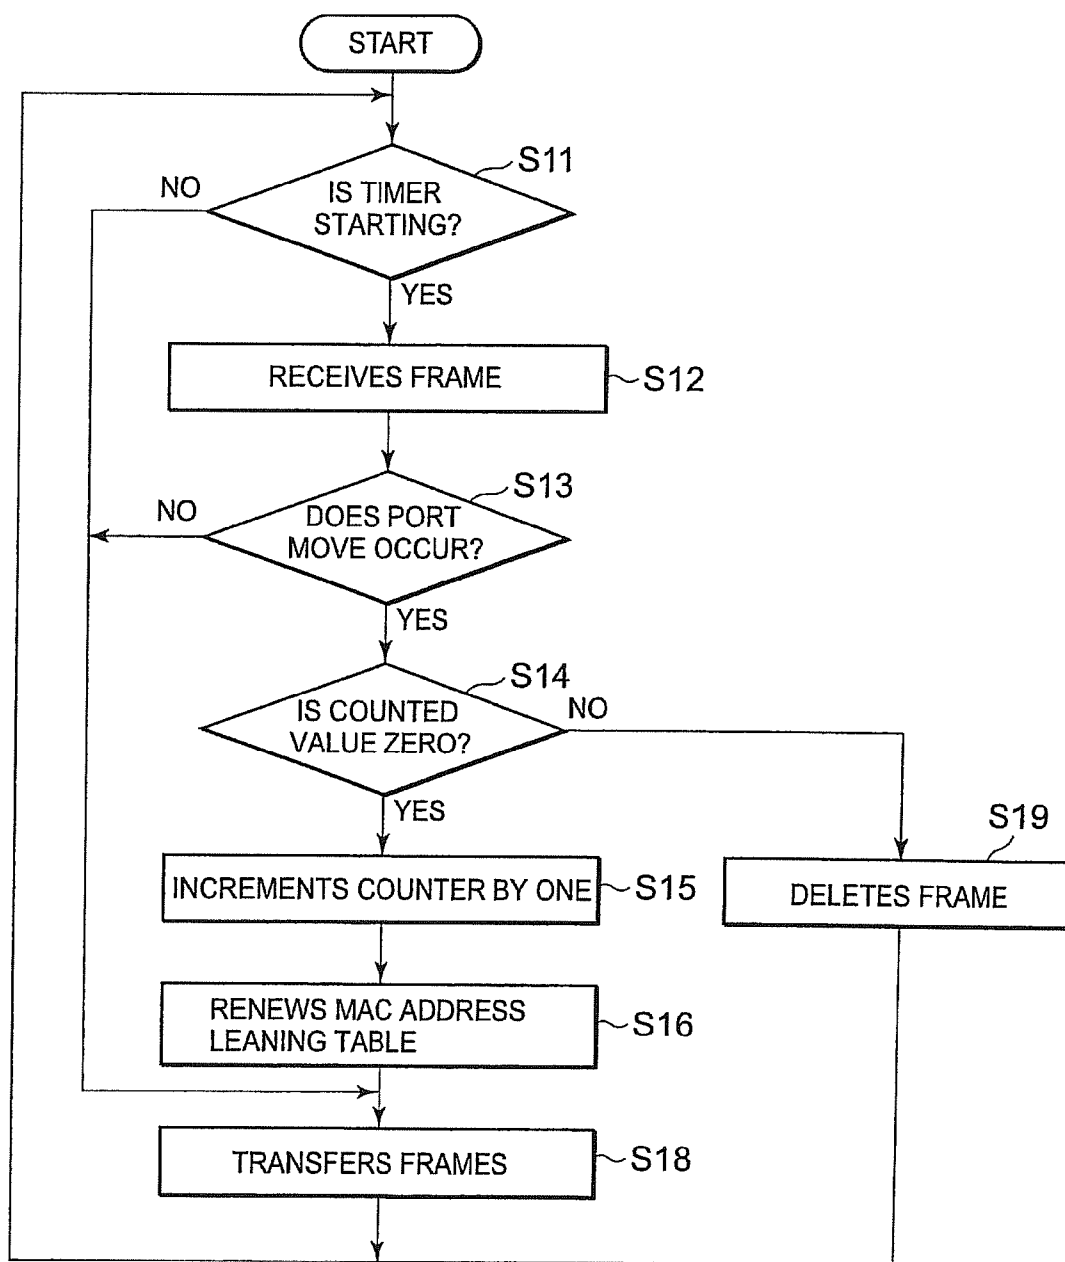 START
S11
NO
IS TIMER
STARTING?
YES
RECEIVES FRAME
S12
S13
NO
DOES PORT
MOVE OCCUR?
YES
S14
IS COUNTED
VALUE ZERO?
NO
YES
S19
INCREMENTS COUNTER BY ONE
S15
DELETES FRAME
RENEWS MAC ADDRESS
LEANING TABLE
S16
TRANSFERS FRAMES
S18